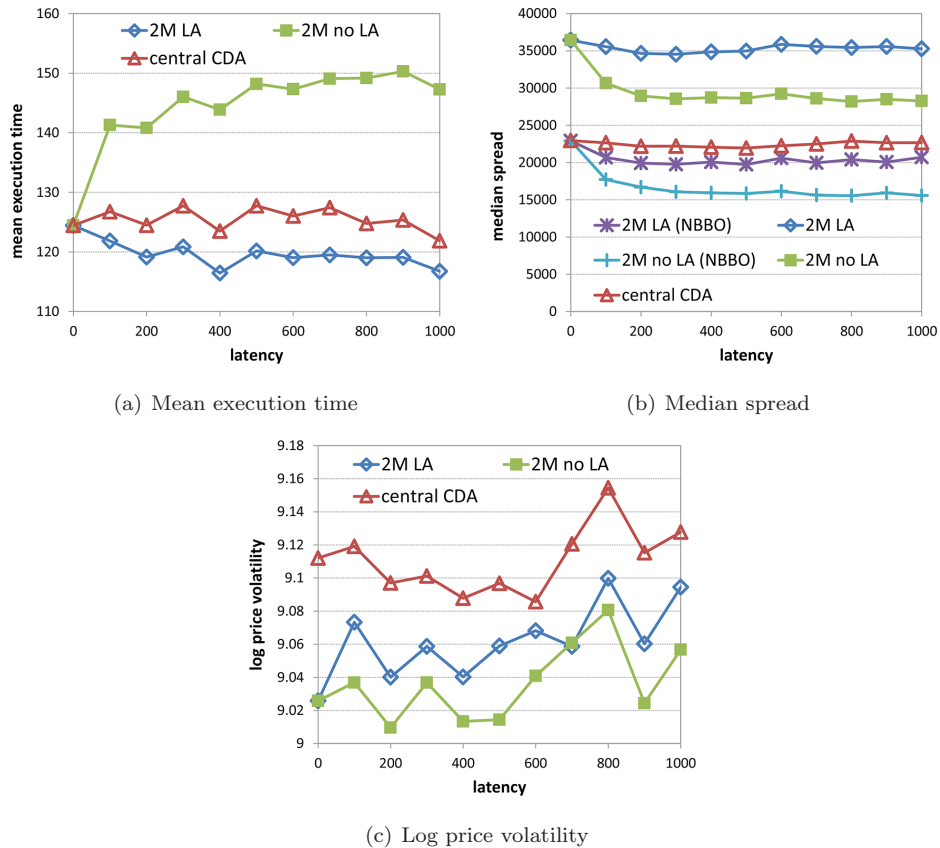 160
150
140
130
120
110
mean execution time
2M LA
2M no LA
central CDA
0 200 400 600 800 1000
latency
(a) Mean execution time
40000
35000
30000
25000
20000
15000
10000
5000
0
median spread
2M LA (NBBO)
2M LA
2M no LA (NBBO)
2M no LA
central CDA
0 200 400 600 800 1000
latency
(b) Median spread
9.18
9.16
9.14
9.12
9.1
9.08
9.06
9.04
9.02
9
log price volatility
2M LA
2M no LA
central CDA
0 200 400 600 800 1000
latency
(c) Log price volatility